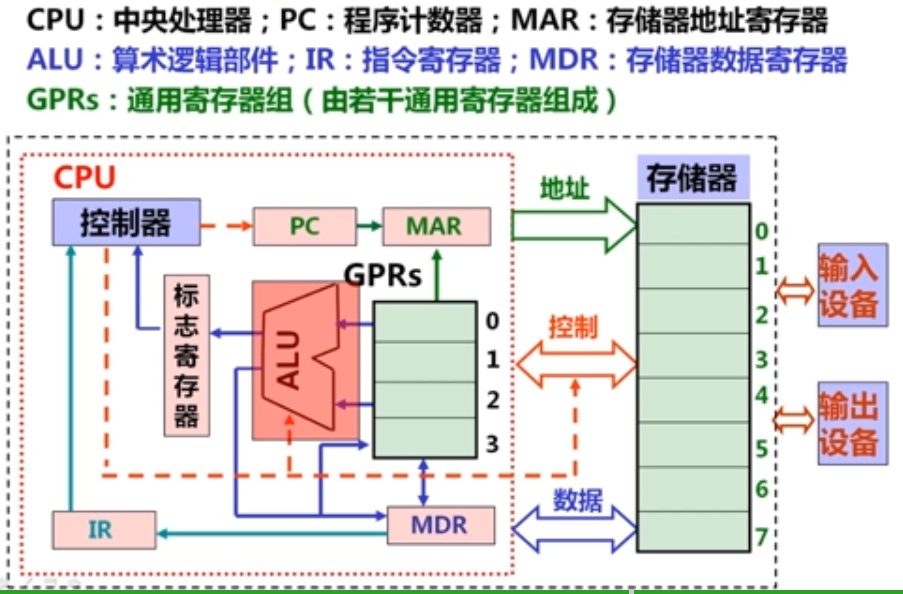 CPU：中央处理器；PC：程序计数器；MAR：存储器地址寄存器
ALU：算术逻辑部件；IR：指令寄存器；MDR：存储器数据寄存器
GPRs：通用寄存器组（由若干通用寄存器组成）
CPU
控制器
PC
MAR
地址
存储器
GPRs
标志寄存器
ALU
0
1
2
3
控制
0
1
2
3
4
5
6
7
输入
设备
输出
设备
IR
MDR
数据